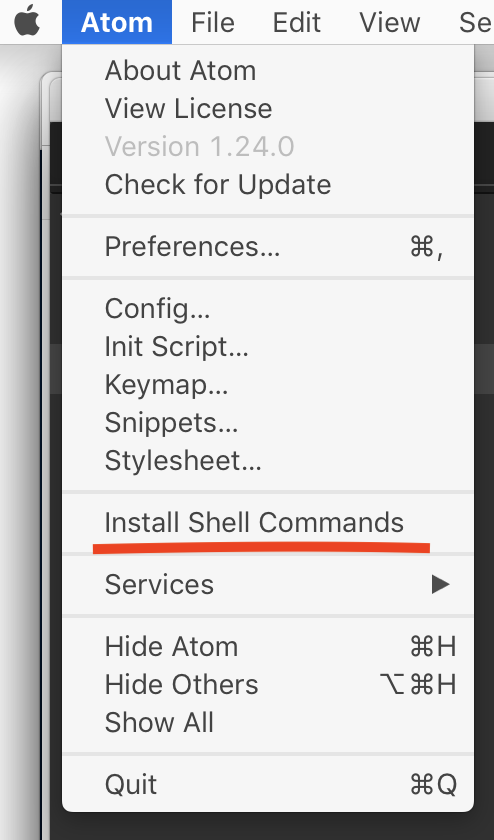 Atom File Edit View Se
About Atom
View License
Version 1.24.0
Check for Update
Preferences... ⌘,
Config...
Init Script...
Keymap...
Snippets...
Stylesheet...
Install Shell Commands
Services ▶
Hide Atom ⌘H
Hide Others ⌥⌘H
Show All
Quit ⌘Q